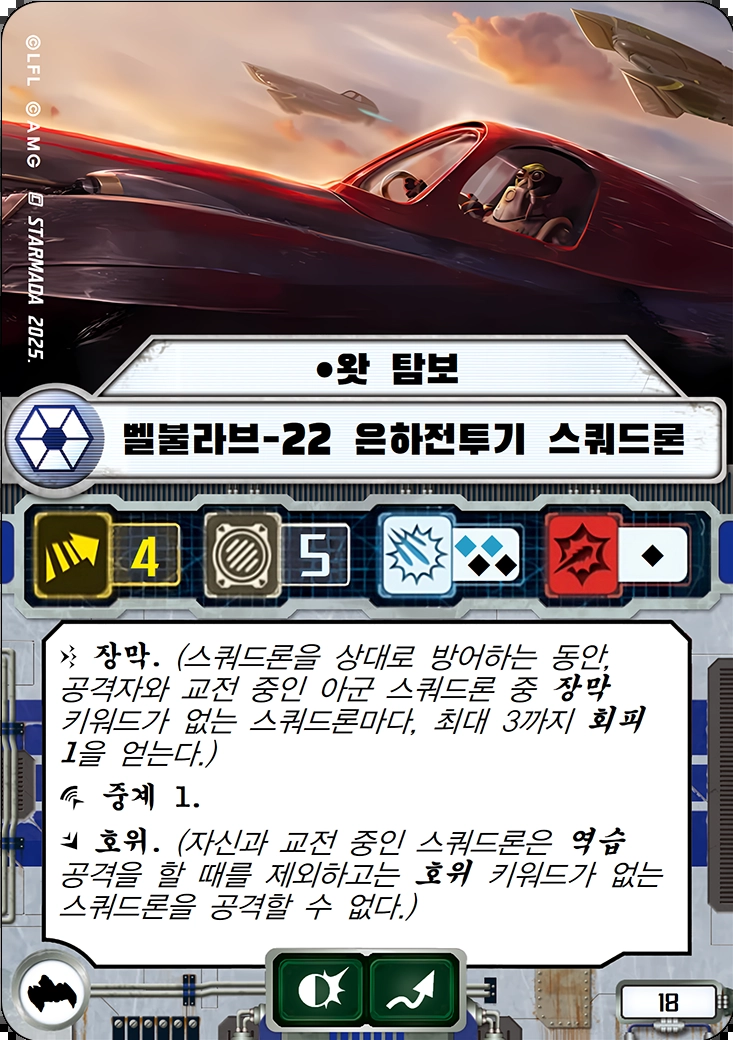 ©LFL ©AMG © STARMADA 2025.
•왓 탐보
벨불라브-22 은하전투기 스쿼드론
4 5
장막. (스쿼드론을 상대로 방어하는 동안,
공격자와 교전 중인 아군 스쿼드론 중 장막
키워드가 없는 스쿼드론마다, 최대 3까지 회피
1을 얻는다.)
중계 1.
호위. (자신과 교전 중인 스쿼드론은 역습
공격을 할 때를 제외하고는 호위 키워드가 없는
스쿼드론을 공격할 수 없다.)
18